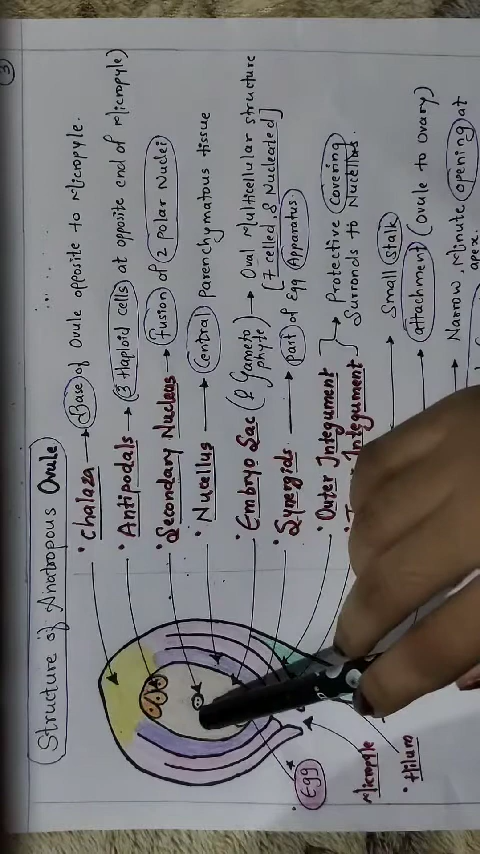 3
Structure of Anatropous Ovule
• Chalaza → Base of Ovule opposite to Micropyle.
• Antipodals → 3 Haploid cells at opposite end of Micropyle)
• Secondary Nucleus → Fusion of 2 Polar Nuclei
• Nucellus → Central parenchymatous tissue
• Embryo Sac (♀ Gameto phyte) → Oval Multicellular structure
[7 celled, 8 Nucleated]
• Synergids → part of Egg Apparatus
• Outer Integument
Integument
→ Protective Covering
Surronds to Nucellus.
→ Small stalk
attachment (Ovule to Ovary)
→ Narrow, Minute opening at
apex.
Egg
Micropyle
• Hilum